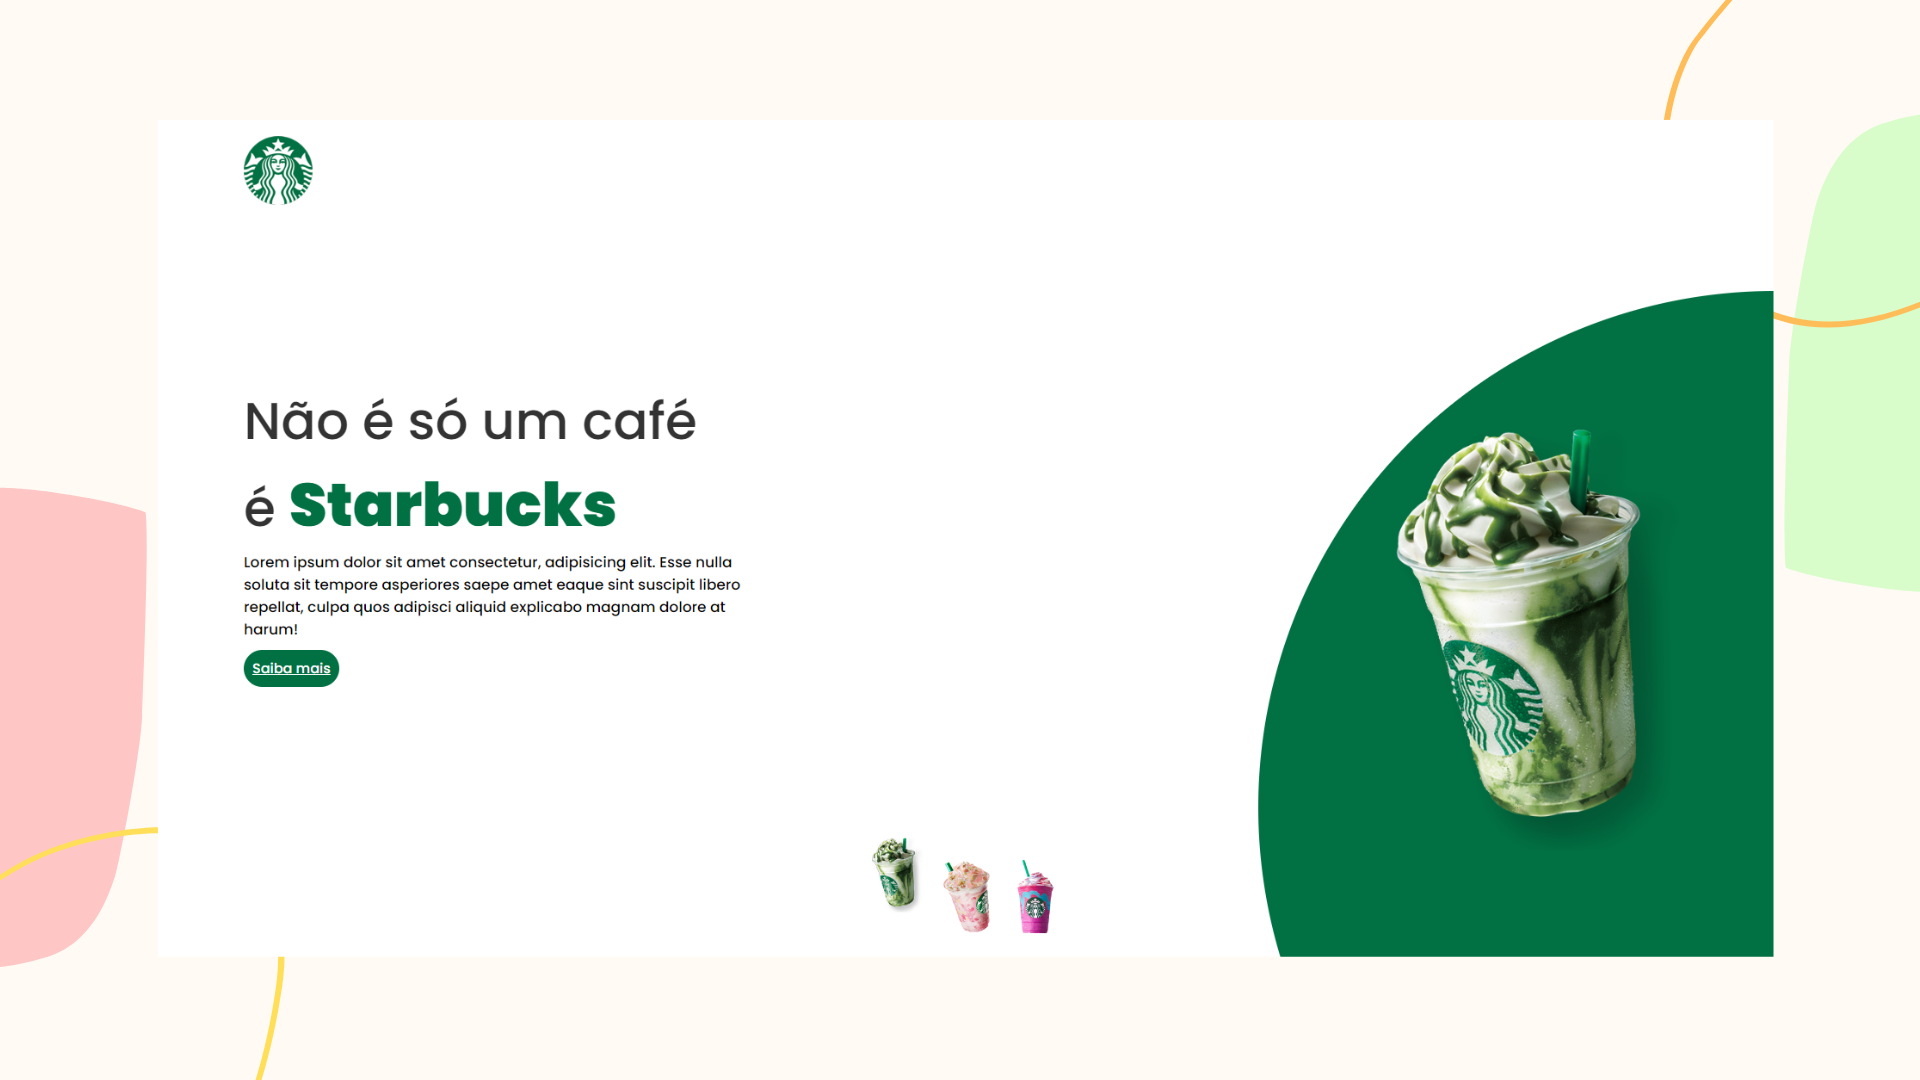 Não é só um café
é Starbucks
Lorem ipsum dolor sit amet consectetur, adipisicing elit. Esse nulla
soluta sit tempore asperiores saepe amet eaque sint suscipit libero
repellat, culpa quos adipisci aliquid explicabo magnam dolore at
harum!
Saiba mais